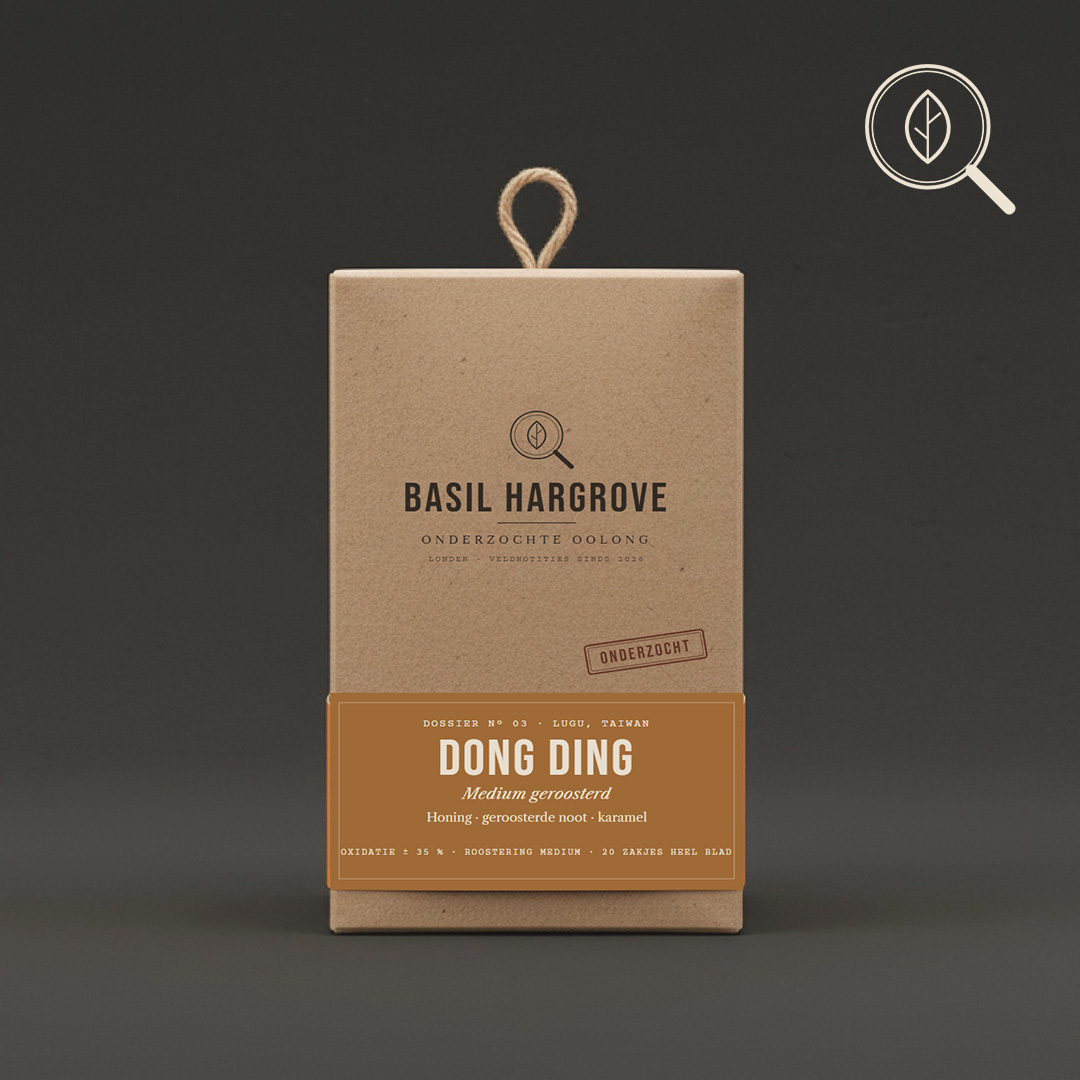 BASIL HARGROVE
ONDERZOCHTE OOLONG
LONDEN · VELDNOTITIES SINDS 2026
ONDERZOCHT
DOSSIER Nº 03 · LUGU, TAIWAN
DONG DING
Medium geroosterd
Honing · geroosterde noot · karamel
OXIDATIE ± 35 % · ROOSTERING MEDIUM · 20 ZAKJES HEEL BLAD